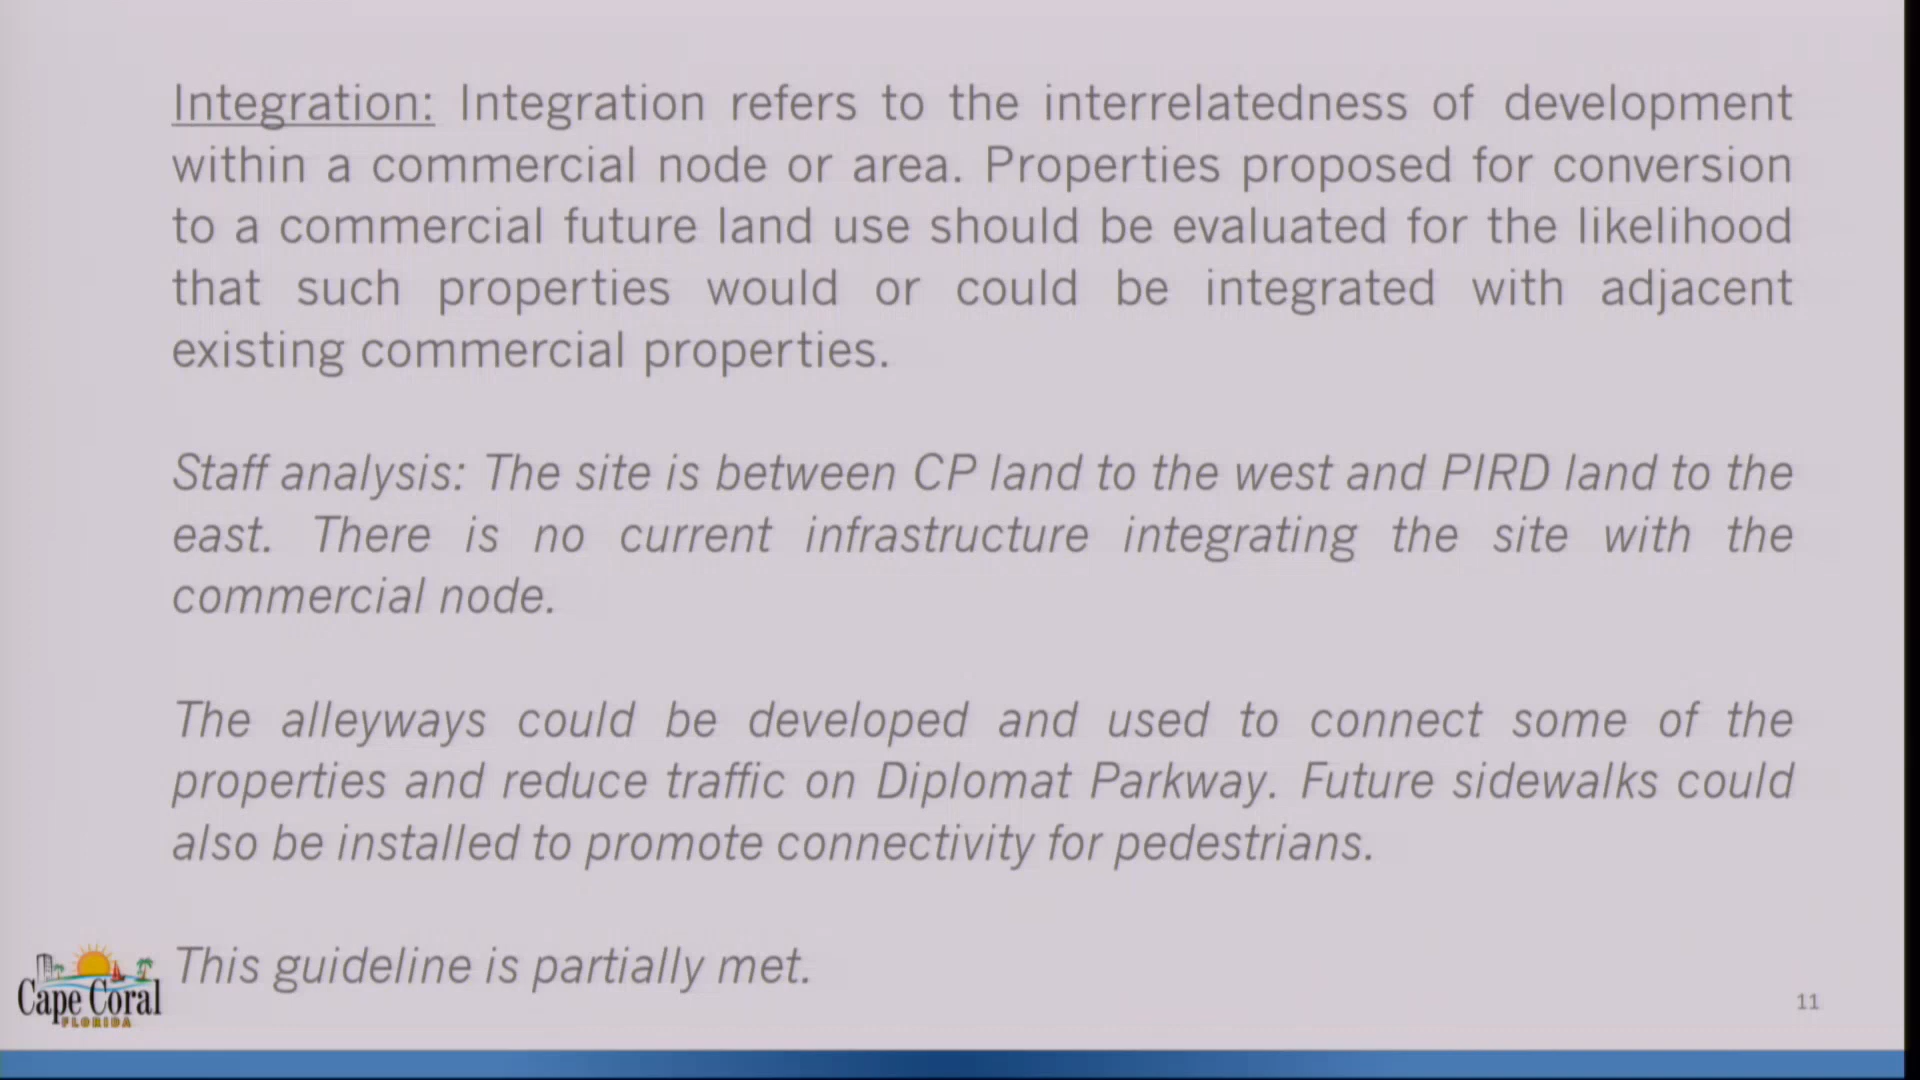 Integration: Integration refers to the interrelatedness of development
within a commercial node or area. Properties proposed for conversion
to a commercial future land use should be evaluated for the likelihood
that such properties would or could be integrated with adjacent
existing commercial properties.
Staff analysis: The site is between CP land to the west and PIRD land to the
east. There is no current infrastructure integrating the site with the
commercial node.
The alleyways could be developed and used to connect some of the
properties and reduce traffic on Diplomat Parkway. Future sidewalks could
also be installed to promote connectivity for pedestrians.
This guideline is partially met.
Cape Coral
FLORIDA
11